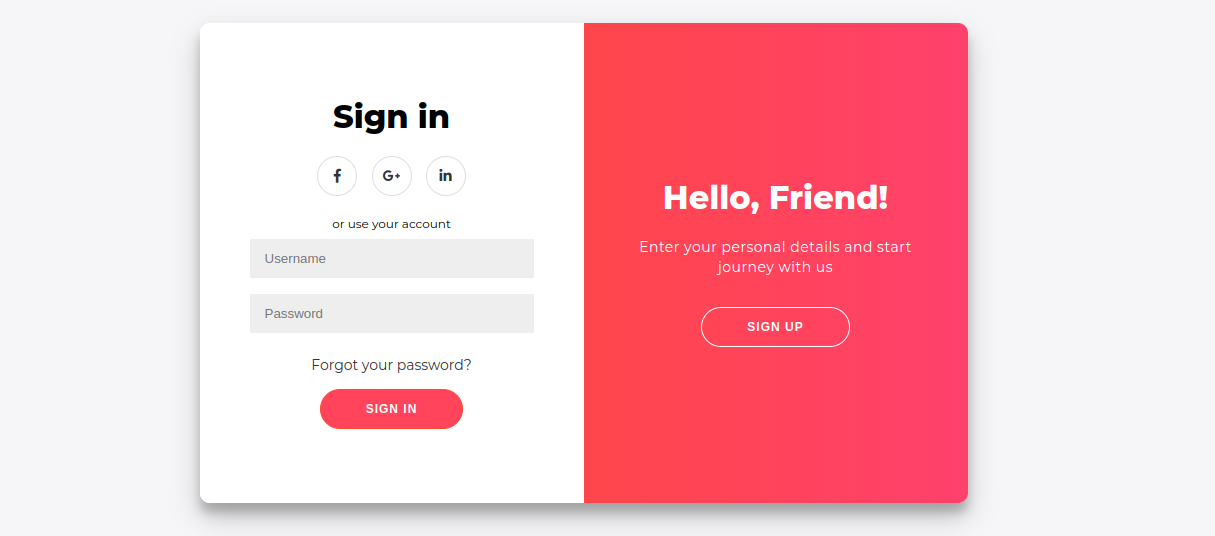 Sign in
f
G+
in
or use your account
Username
Password
Forgot your password?
SIGN IN
Hello, Friend!
Enter your personal details and start
journey with us
SIGN UP